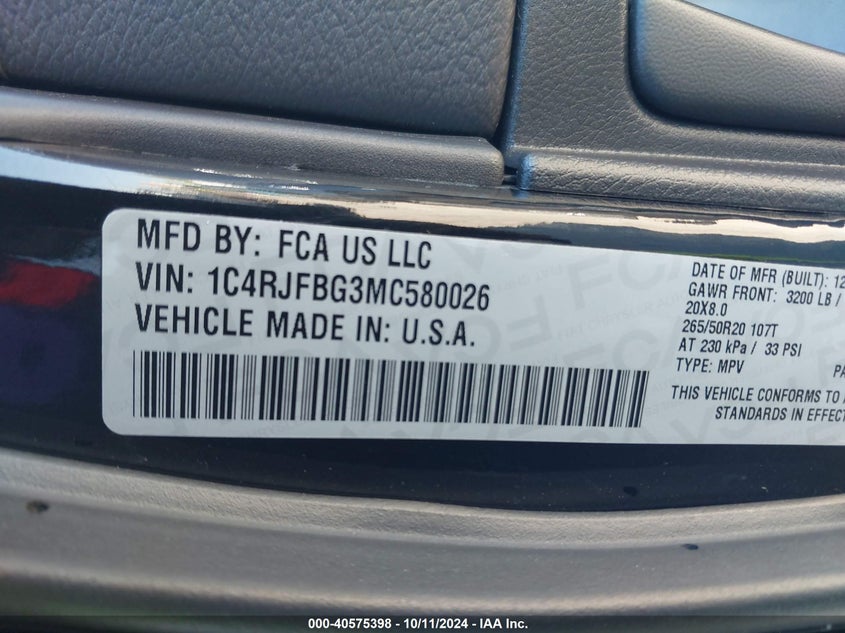 MFD BY: FCA US LLC
VIN: 1C4RJFBG3MC580026
VEHICLE MADE IN: U.S.A.
DATE OF MFR (BUILT): 12
GAWR FRONT: 3200 LB /
20X8.0
265/50R20 107T
AT 230 kPa / 33 PSI
TYPE: MPV
PA
THIS VEHICLE CONFORMS TO A
STANDARDS IN EFFECT
000-40575398 - 10/11/2024 - IAA Inc.